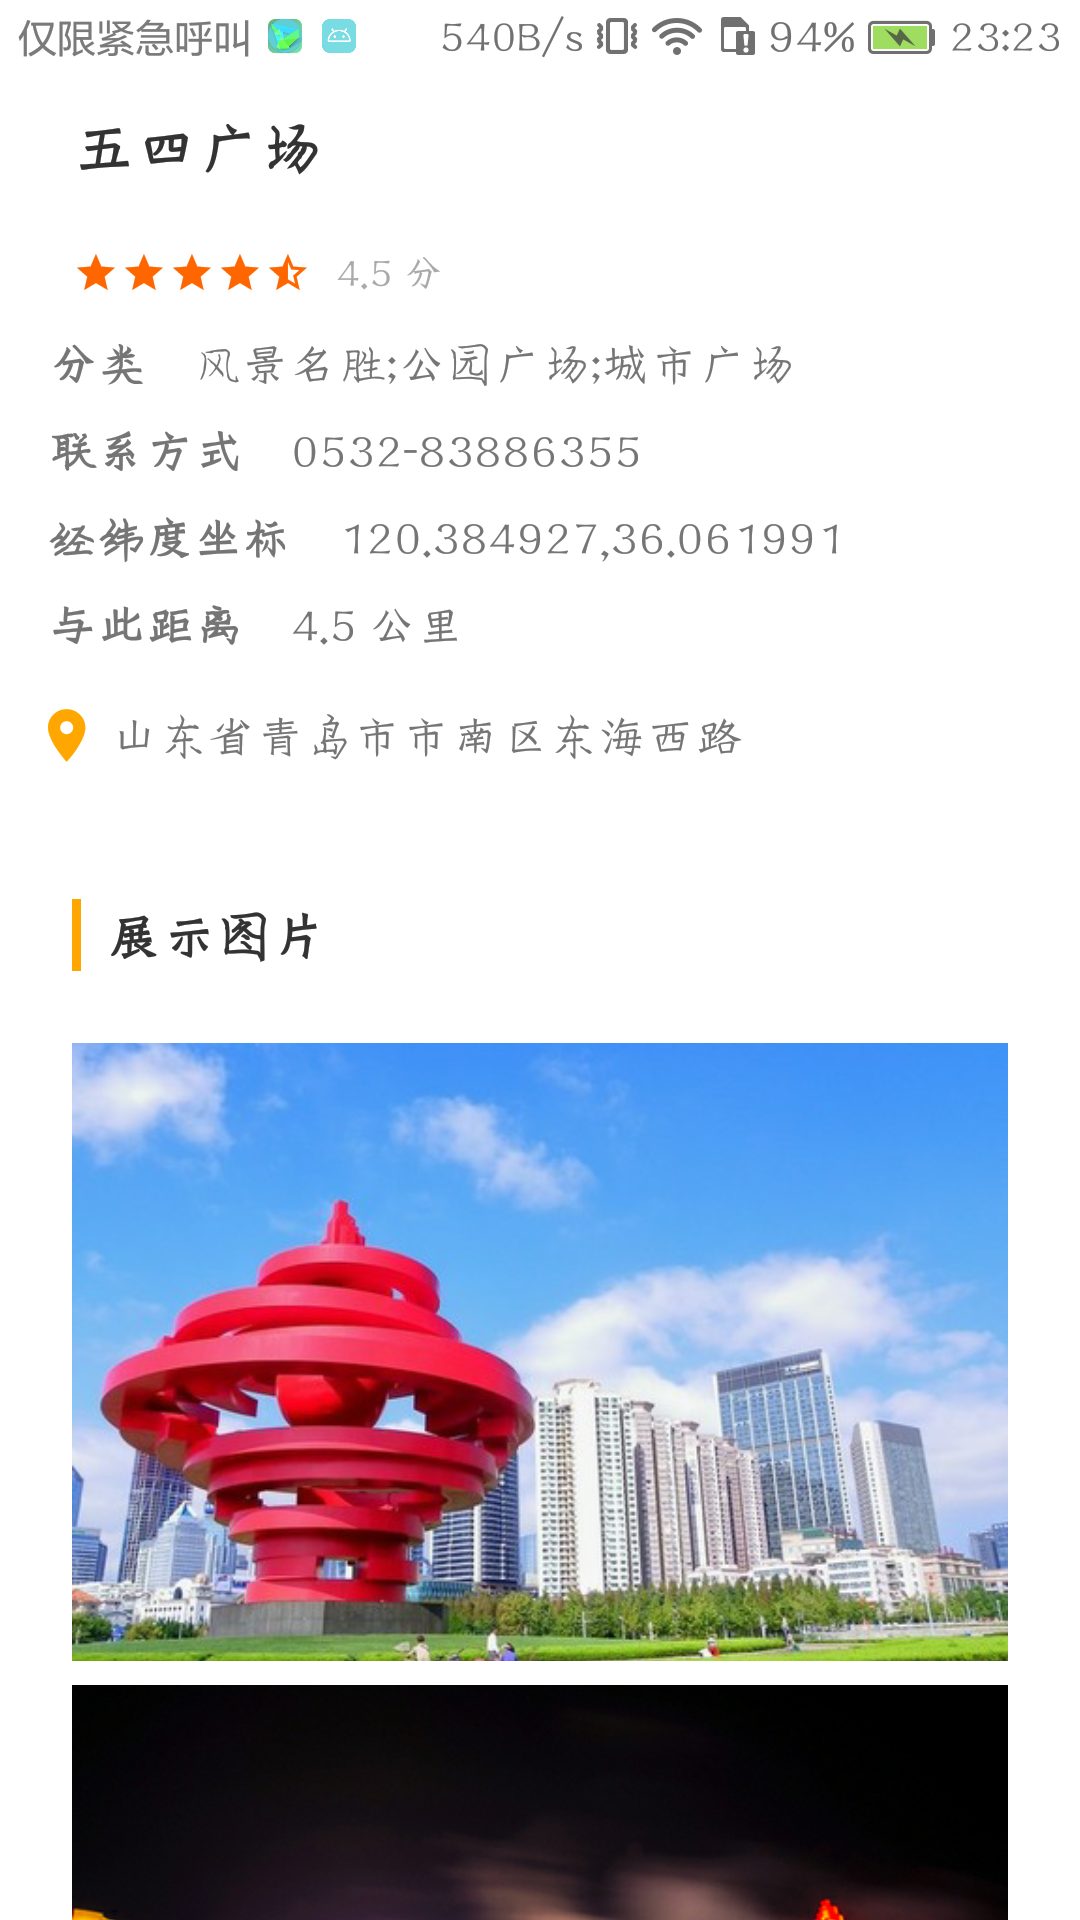 仅限紧急呼叫 540B/s 94% 23:23
五四广场
4.5 分
分类 风景名胜;公园广场;城市广场
联系方式 0532-83886355
经纬度坐标 120.384927,36.061991
与此距离 4.5 公里
山东省青岛市市南区东海西路
展示图片